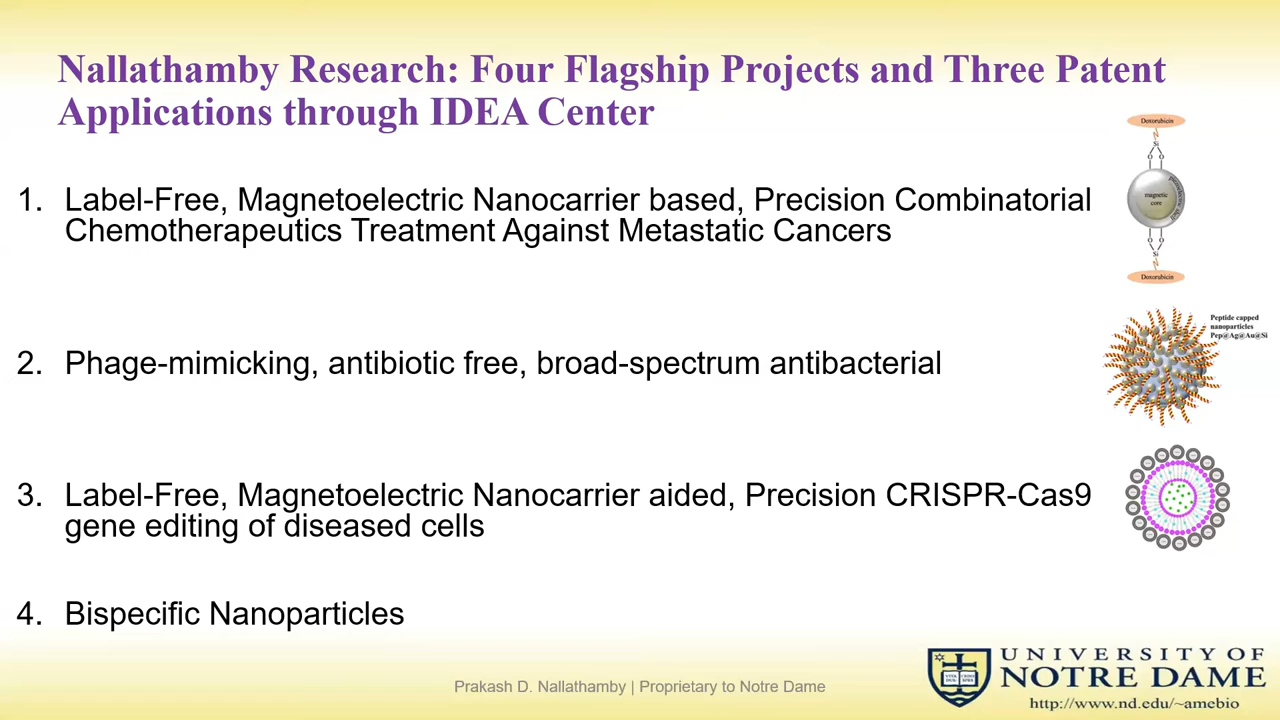 Nallathamby Research: Four Flagship Projects and Three Patent
Applications through IDEA Center
1. Label-Free, Magnetoelectric Nanocarrier based, Precision Combinatorial
Chemotherapeutics Treatment Against Metastatic Cancers
Doxorubicin
N
Si
O O
magnetic
core
O O
Si
N
Doxorubicin
2. Phage-mimicking, antibiotic free, broad-spectrum antibacterial
Peptide capped
nanoparticles
Pep@Ag@Au@Si
3. Label-Free, Magnetoelectric Nanocarrier aided, Precision CRISPR-Cas9
gene editing of diseased cells
4. Bispecific Nanoparticles
Prakash D. Nallathamby | Proprietary to Notre Dame
UNIVERSITY OF
NOTRE DAME
http://www.nd.edu/~amebio